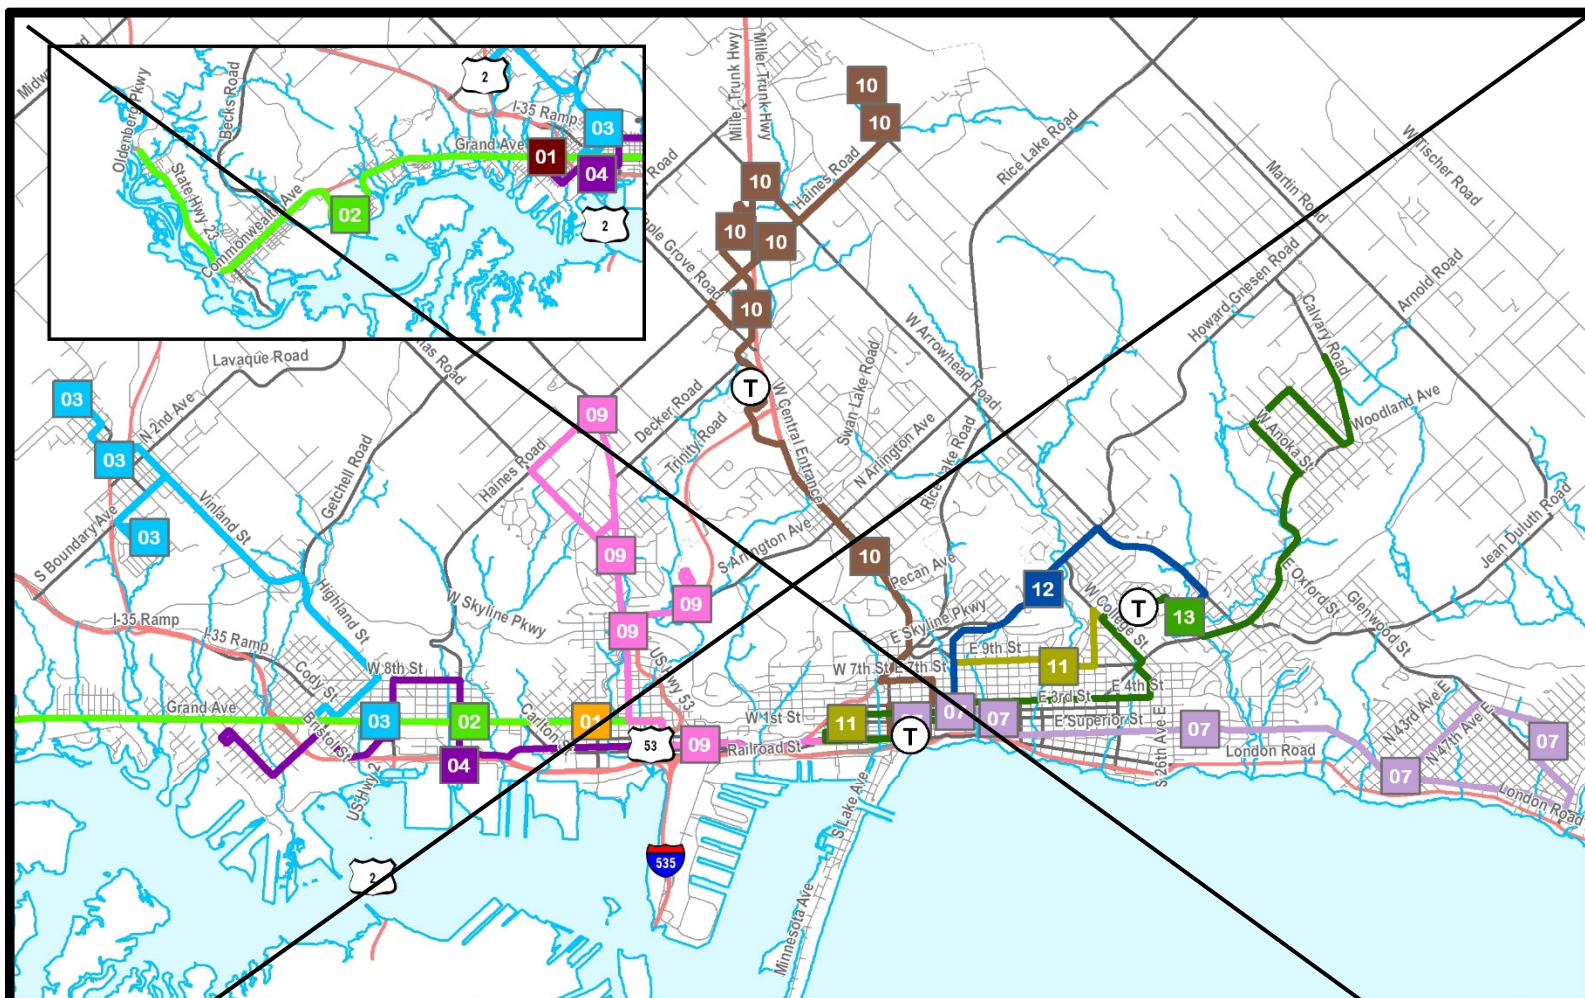 Oldenberg Pkwy
Becks Road
2
I-35 Ramp
03
Grand Ave
01
04
State Hwy 23
Commonwealth Ave
02
2
Miller Trunk Hwy
Miller Trunk Hwy
10
10
Haines Road
10
10
10
10
Road
Rice Lake Road
Martin Road
W Tischer Road
Arnold Road
Howard Gnesen Road
Calvary Road
Woodland Ave
W Anoka St
W Arrowhead Road
Swan Lake Road
N Arlington Ave
Rice Lake Road
T
W Central Entrance
Decker Road
Trinity Road
Lavaque Road
03
N 2nd Ave
03
03
S Boundary Ave
Vinland St
Getchell Road
Haines Road
09
09
09
09
S Arlington Ave
10
Pecan Ave
Highland St
W Skyline Pkwy
E Skyline Pkwy
12
W College St
T
13
E Oxford St
Glenwood St
Jean Duluth Road
I-35 Ramp
I-35 Ramp
Cody St
W 8th St
US Hwy 53
W 7th St
E 7th St
E 9th St
11
E 4th St
E 3rd St
E Superior St
Grand Ave
03
02
Carlton
01
W 1st St
11
07
07
07
N 43rd Ave E
N 47th Ave E
07
Bristol St
04
53
09
Railroad St
T
S 26th Ave E
London Road
07
London Road
US Hwy 2
S Lake Ave
535
2
Minnesota Ave